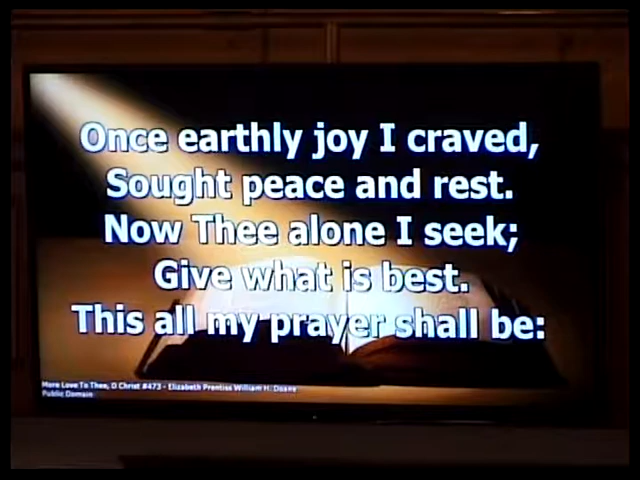 Once earthly joy I craved,
Sought peace and rest.
Now Thee alone I seek;
Give what is best.
This all my prayer shall be:
More Love To Thee, O Christ #473 - Elizabeth Prentiss William H. Doane
Public Domain